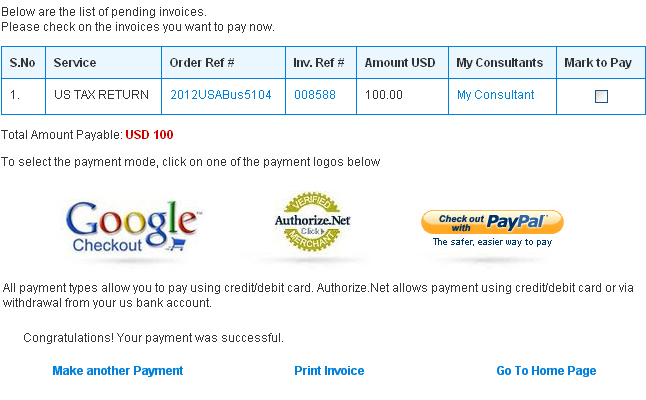 Below are the list of pending invoices.
Please check on the invoices you want to pay now.
S.No Service Order Ref # Inv. Ref # Amount USD My Consultants Mark to Pay
1. US TAX RETURN 2012USABus5104 008588 100.00 My Consultant
Total Amount Payable: USD 100
To select the payment mode, click on one of the payment logos below
Google™
Checkout
VERIFIED
Authorize.Net
Click
MERCHANT
Check out
with PayPal
The safer, easier way to pay
All payment types allow you to pay using credit/debit card. Authorize.Net allows payment using credit/debit card or via
withdrawal from your us bank account.
Congratulations! Your payment was successful.
Make another Payment Print Invoice Go To Home Page